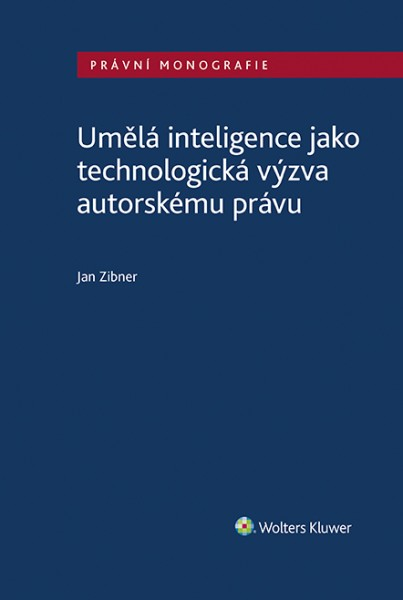 PRÁVNÍ MONOGRAFIE
Umělá inteligence jako
technologická výzva
autorskému právu
Jan Zibner
Wolters Kluwer